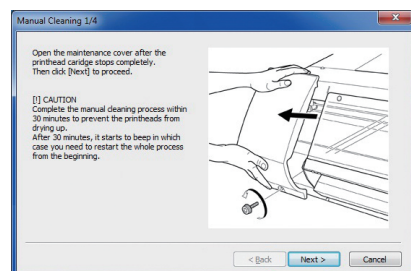 Manual Cleaning 1/4
Open the maintenance cover after the
printhead caridge stops completely.
Then click [Next] to proceed.
[!] CAUTION
Complete the manual cleaning process within
30 minutes to prevent the printheads from
drying up.
After 30 minutes, it starts to beep in which
case you need to restart the whole process
from the beginning.
< Back
Next >
Cancel